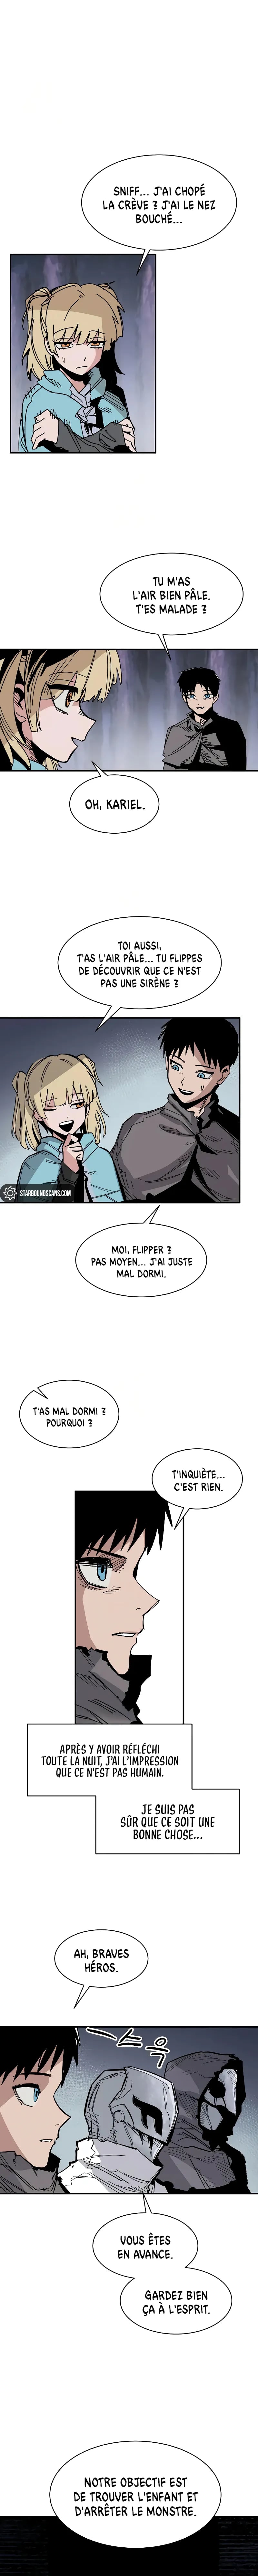 SNIFF... J'AI CHOPÉ
LA CRÈVE ? J'AI LE NEZ
BOUCHÉ...
TU M'AS
L'AIR BIEN PÂLE.
T'ES MALADE ?
OH, KARIEL.
TOI AUSSI,
T'AS L'AIR PÂLE... TU FLIPPES
DE DÉCOUVRIR QUE CE N'EST
PAS UNE SIRÈNE ?
STARBOUNDSCANS.COM
MOI, FLIPPER ?
PAS MOYEN... J'AI JUSTE
MAL DORMI.
T'AS MAL DORMI ?
POURQUOI ?
T'INQUIÈTE...
C'EST RIEN.
APRÈS Y AVOIR RÉFLÉCHI
TOUTE LA NUIT, J'AI L'IMPRESSION
QUE CE N'EST PAS HUMAIN.
JE SUIS PAS
SÛR QUE CE SOIT UNE
BONNE CHOSE...
AH, BRAVES
HÉROS.
스윽
VOUS ÊTES
EN AVANCE.
GARDEZ BIEN
ÇA À L'ESPRIT.
NOTRE OBJECTIF EST
DE TROUVER L'ENFANT ET
D'ARRÊTER LE MONSTRE.